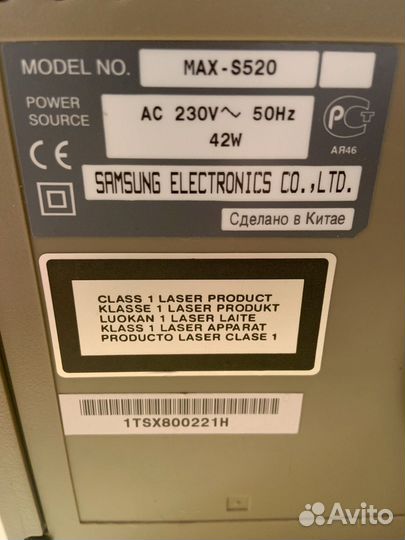 MODEL NO. MAX-S520
POWER SOURCE
AC 230V~ 50Hz
42W
РСТ
АЯ46
CE
SAMSUNG ELECTRONICS CO.,LTD.
Сделано в Китае
CLASS 1 LASER PRODUCT
KLASSE 1 LASER PRODUKT
LUOKAN 1 LASER LAITE
KLASS 1 LASER APPARAT
PRODUCTO LASER CLASE 1
1TSX800221H
Avito